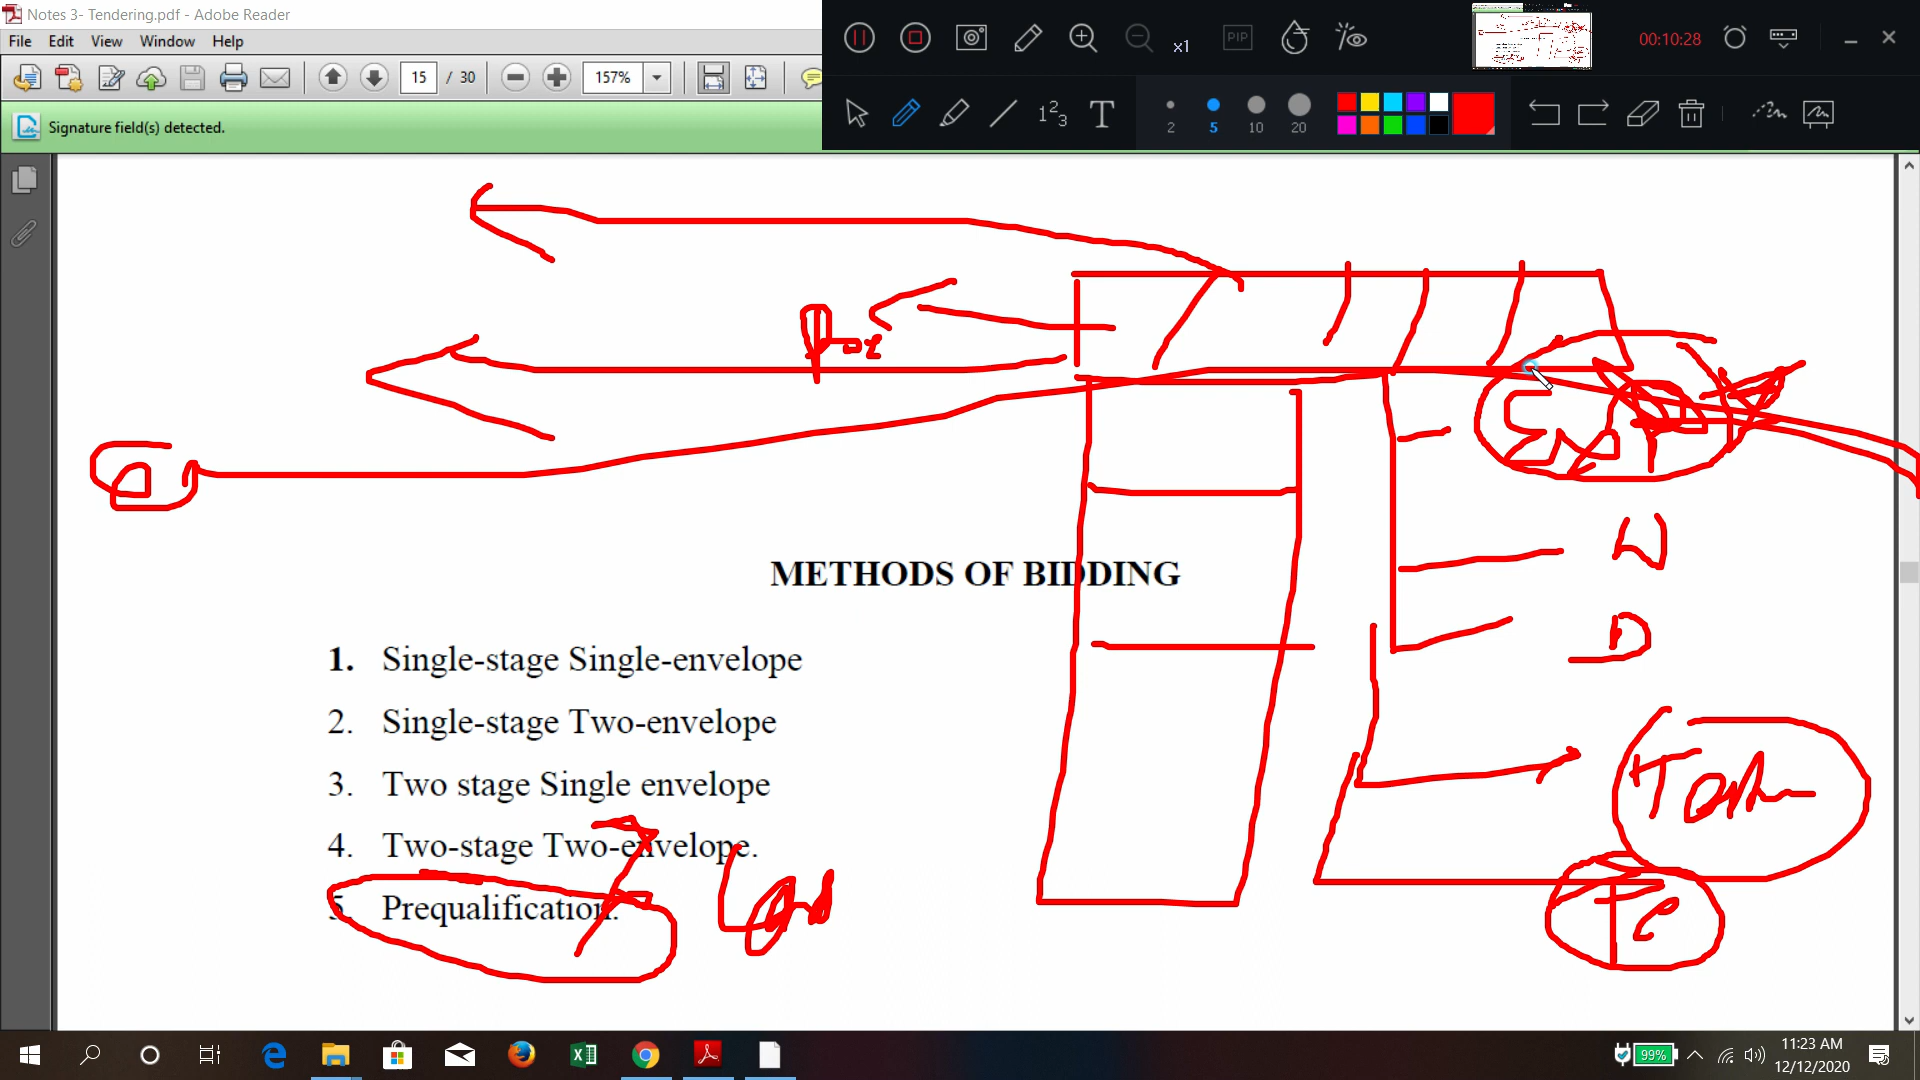 Notes 3- Tendering.pdf - Adobe Reader
File Edit View Window Help
15 / 30 157%
x1 PIP 00:10:28
2 5 10 20
Signature field(s) detected.
METHODS OF BIDDING
1. Single-stage Single-envelope
2. Single-stage Two-envelope
3. Two stage Single envelope
4. Two-stage Two-envelope.
5. Prequalification.
D
Te
99% 11:23 AM
12/12/2020